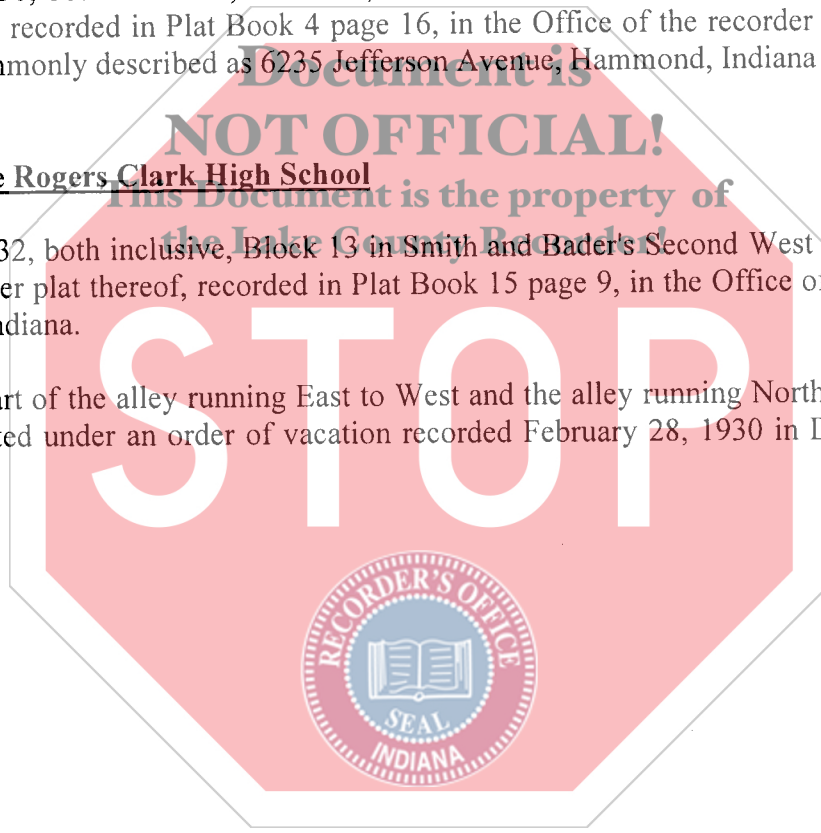 recorded in Plat Book 4 page 16, in the Office of the recorder
mmonly described as 6235 Jefferson Avenue, Hammond, Indiana
Document is
NOT OFFICIAL!
e Rogers Clark High School
This Document is the property of
the Lake County Recorder!
32, both inclusive, Block 13 in Smith and Bader's Second West
er plat thereof, recorded in Plat Book 15 page 9, in the Office o
ndiana.
STOP
art of the alley running East to West and the alley running North
ted under an order of vacation recorded February 28, 1930 in D
RECORDER'S OFFICE
SEAL
INDIANA